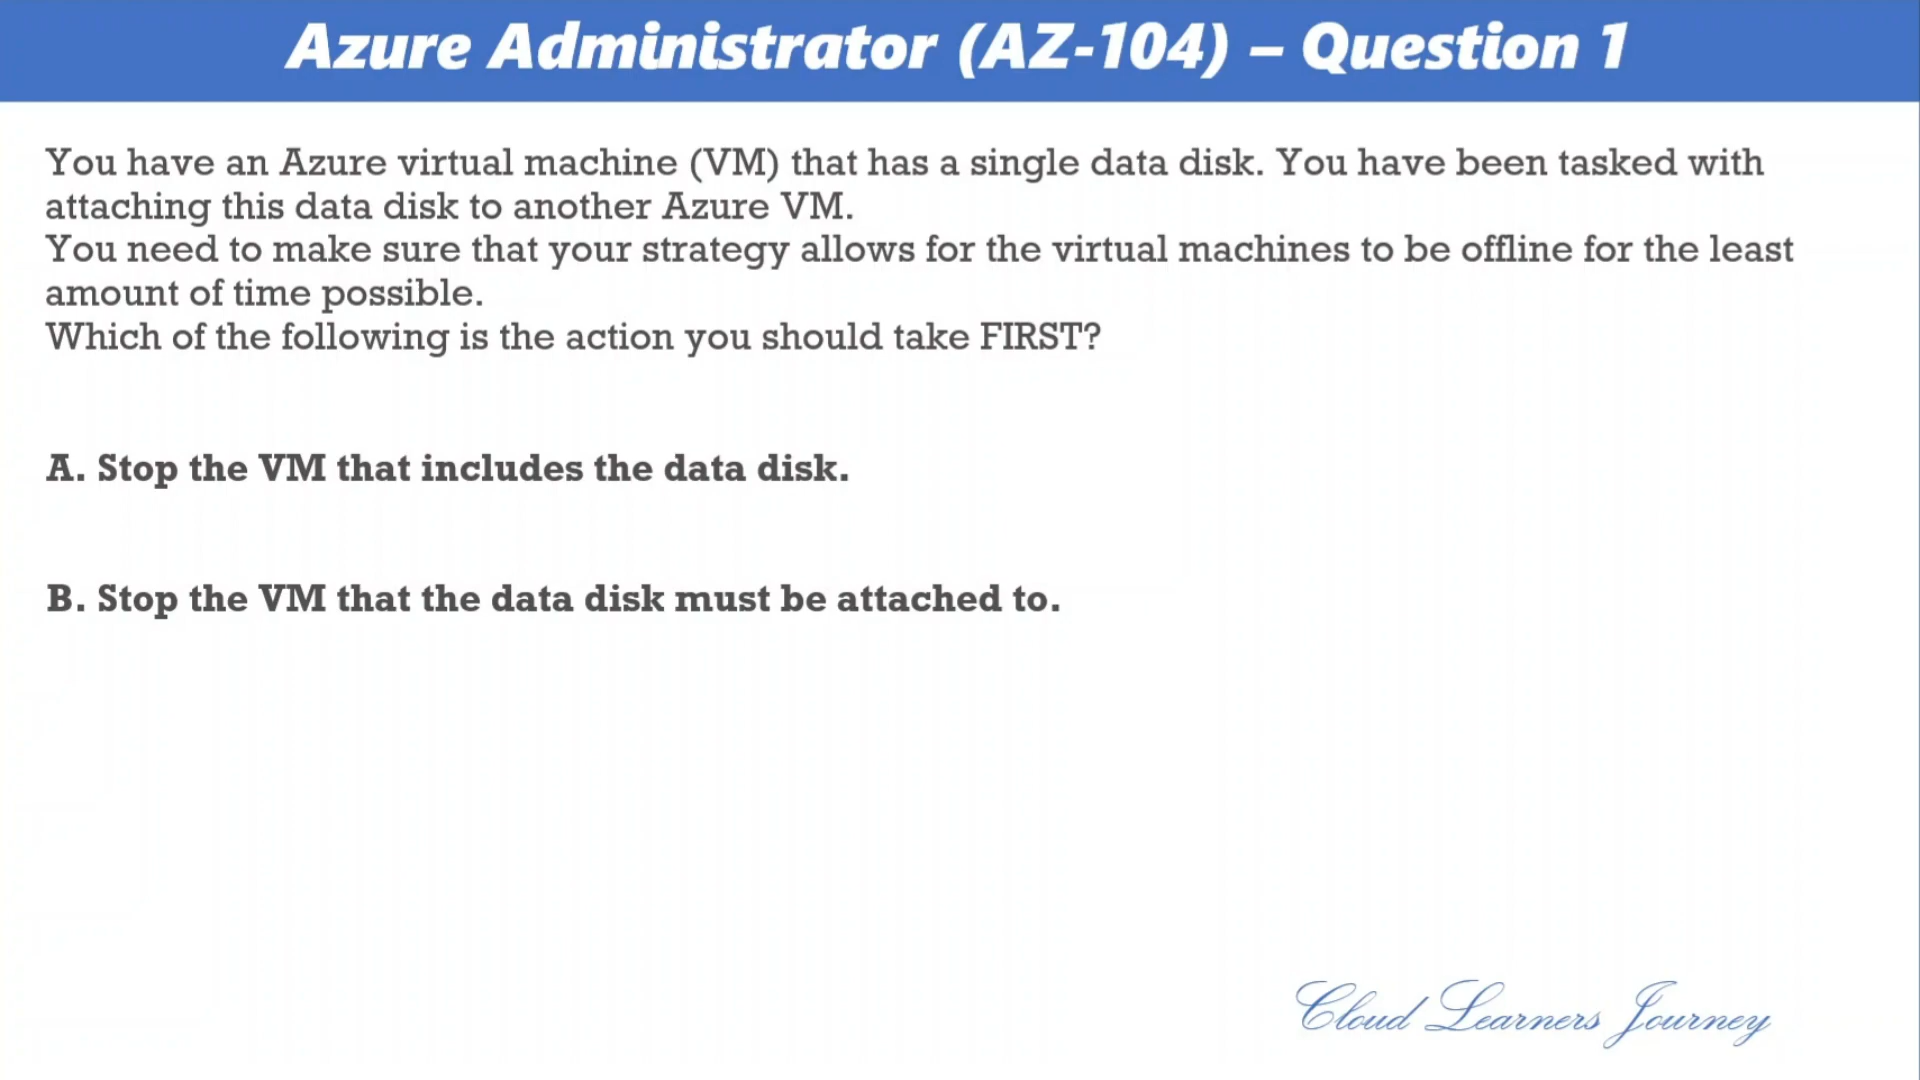 Azure Administrator (AZ-104) – Question 1
You have an Azure virtual machine (VM) that has a single data disk. You have been tasked with
attaching this data disk to another Azure VM.
You need to make sure that your strategy allows for the virtual machines to be offline for the least
amount of time possible.
Which of the following is the action you should take FIRST?
A. Stop the VM that includes the data disk.
B. Stop the VM that the data disk must be attached to.
Cloud Learners Journey